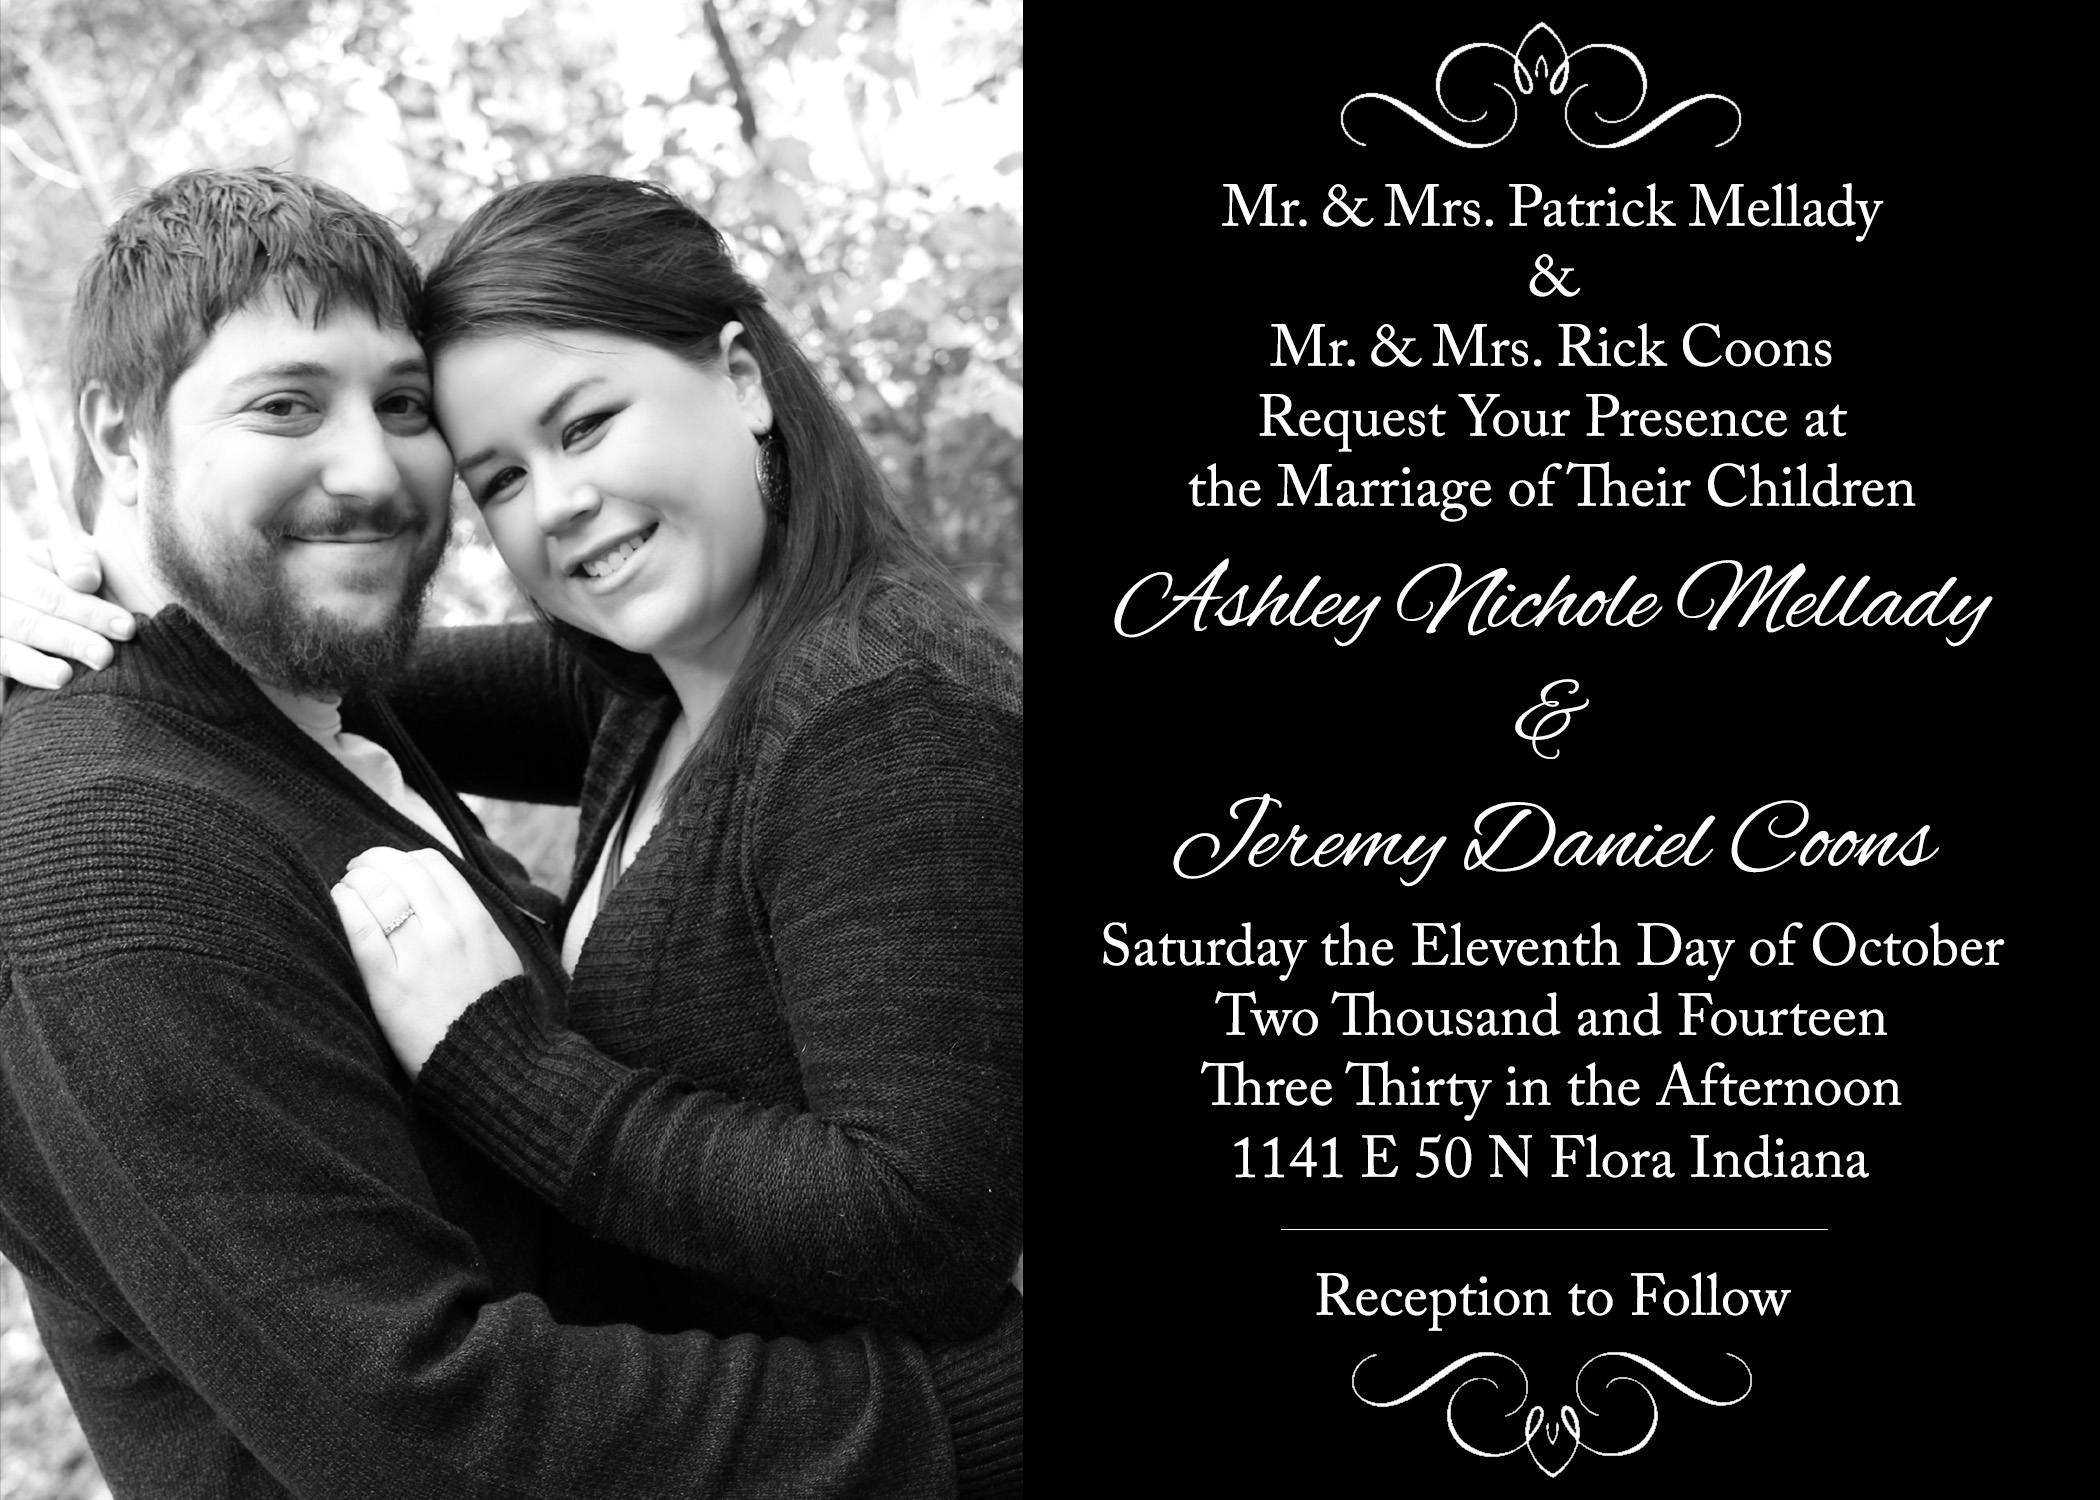 Mr. & Mrs. Patrick Mellady
&
Mr. & Mrs. Rick Coons
Request Your Presence at
the Marriage of Their Children
Ashley Nichole Mellady
&
Jeremy Daniel Coons
Saturday the Eleventh Day of October
Two Thousand and Fourteen
Three Thirty in the Afternoon
1141 E 50 N Flora Indiana
Reception to Follow